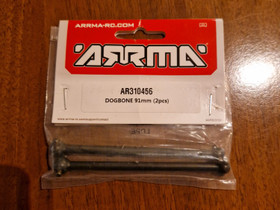 ARRMA-RC.COM
ARRMA
AR310456
DOGBONE 91mm (2pcs)